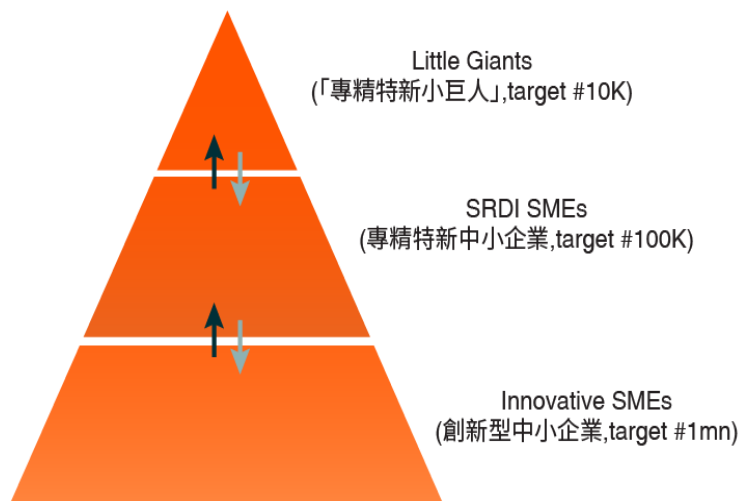 Little Giants
(「專精特新小巨人」,target #10K)
SRDI SMEs
(專精特新中小企業,target #100K)
Innovative SMEs
(創新型中小企業,target #1mn)